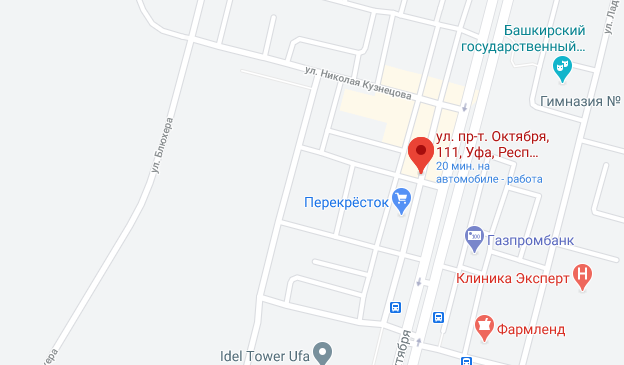 Башкирский
государственный...
ул. Лад
ул. Николая Кузнецова
Гимназия №
ул. Блюхера
ул. пр-т. Октября,
111, Уфа, Респ...
20 мин. на
автомобиле - работа
Перекрёсток
Газпромбанк
Клиника Эксперт
Фармленд
тября
Idel Tower Ufa
ера